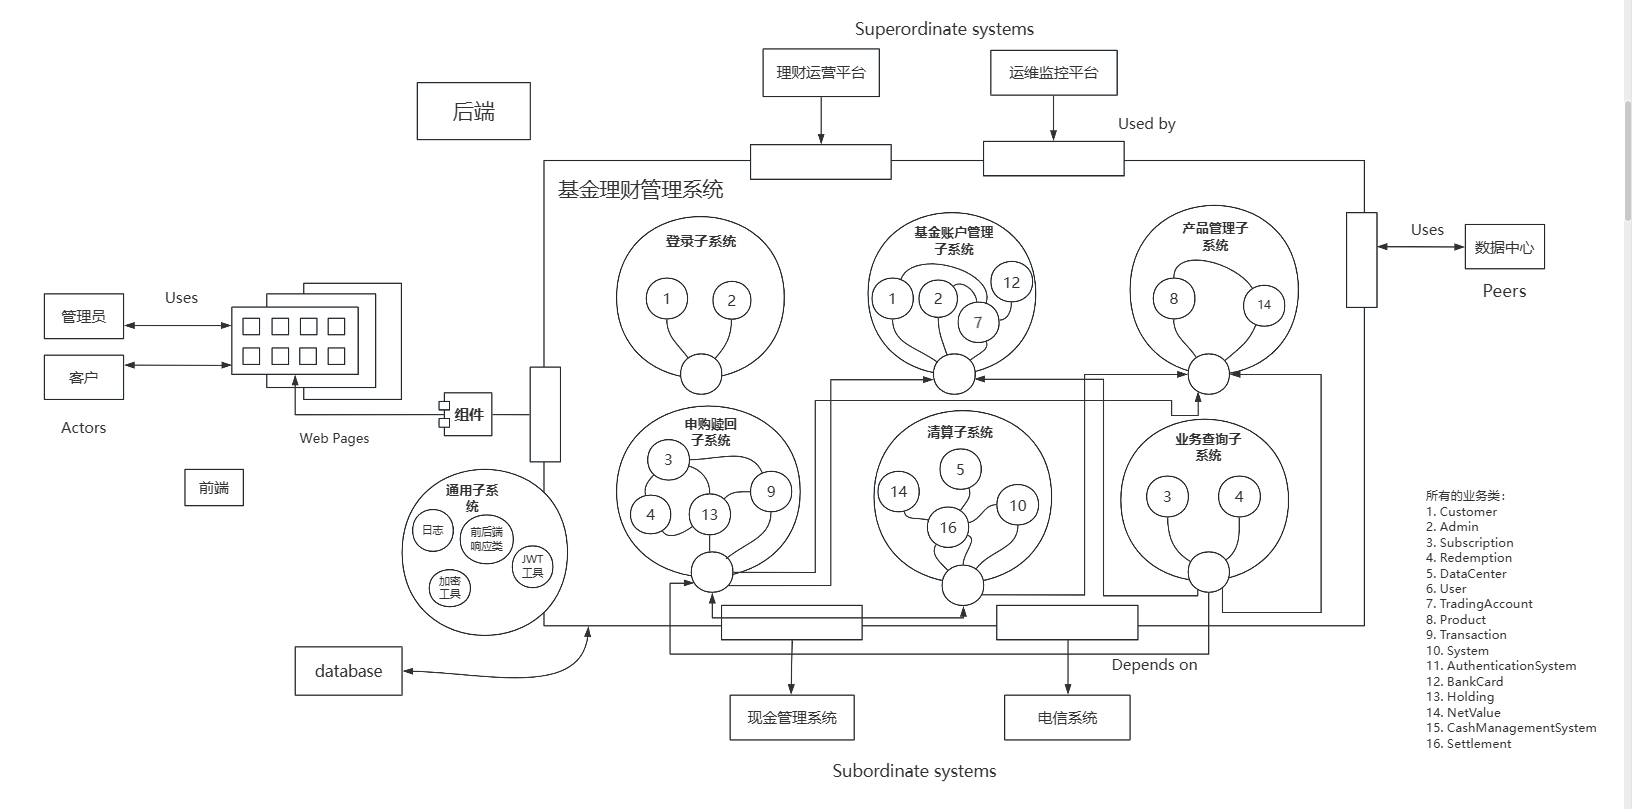 Superordinate systems
理财运营平台
运维监控平台
后端
Used by
基金理财管理系统
登录子系统
1
2
基金账户管理
子系统
1
2
7
12
产品管理子
系统
8
14
Uses
数据中心
Peers
管理员
Uses
客户
Actors
Web Pages
组件
前端
申购赎回
子系统
3
4
13
9
清算子系统
5
14
16
10
业务查询子
系统
3
4
通用子系
统
日志
前后端
响应类
JWT
工具
加密
工具
database
Depends on
现金管理系统
电信系统
Subordinate systems
所有的业务类：
1. Customer
2. Admin
3. Subscription
4. Redemption
5. DataCenter
6. User
7. TradingAccount
8. Product
9. Transaction
10. System
11. AuthenticationSystem
12. BankCard
13. Holding
14. NetValue
15. CashManagementSystem
16. Settlement